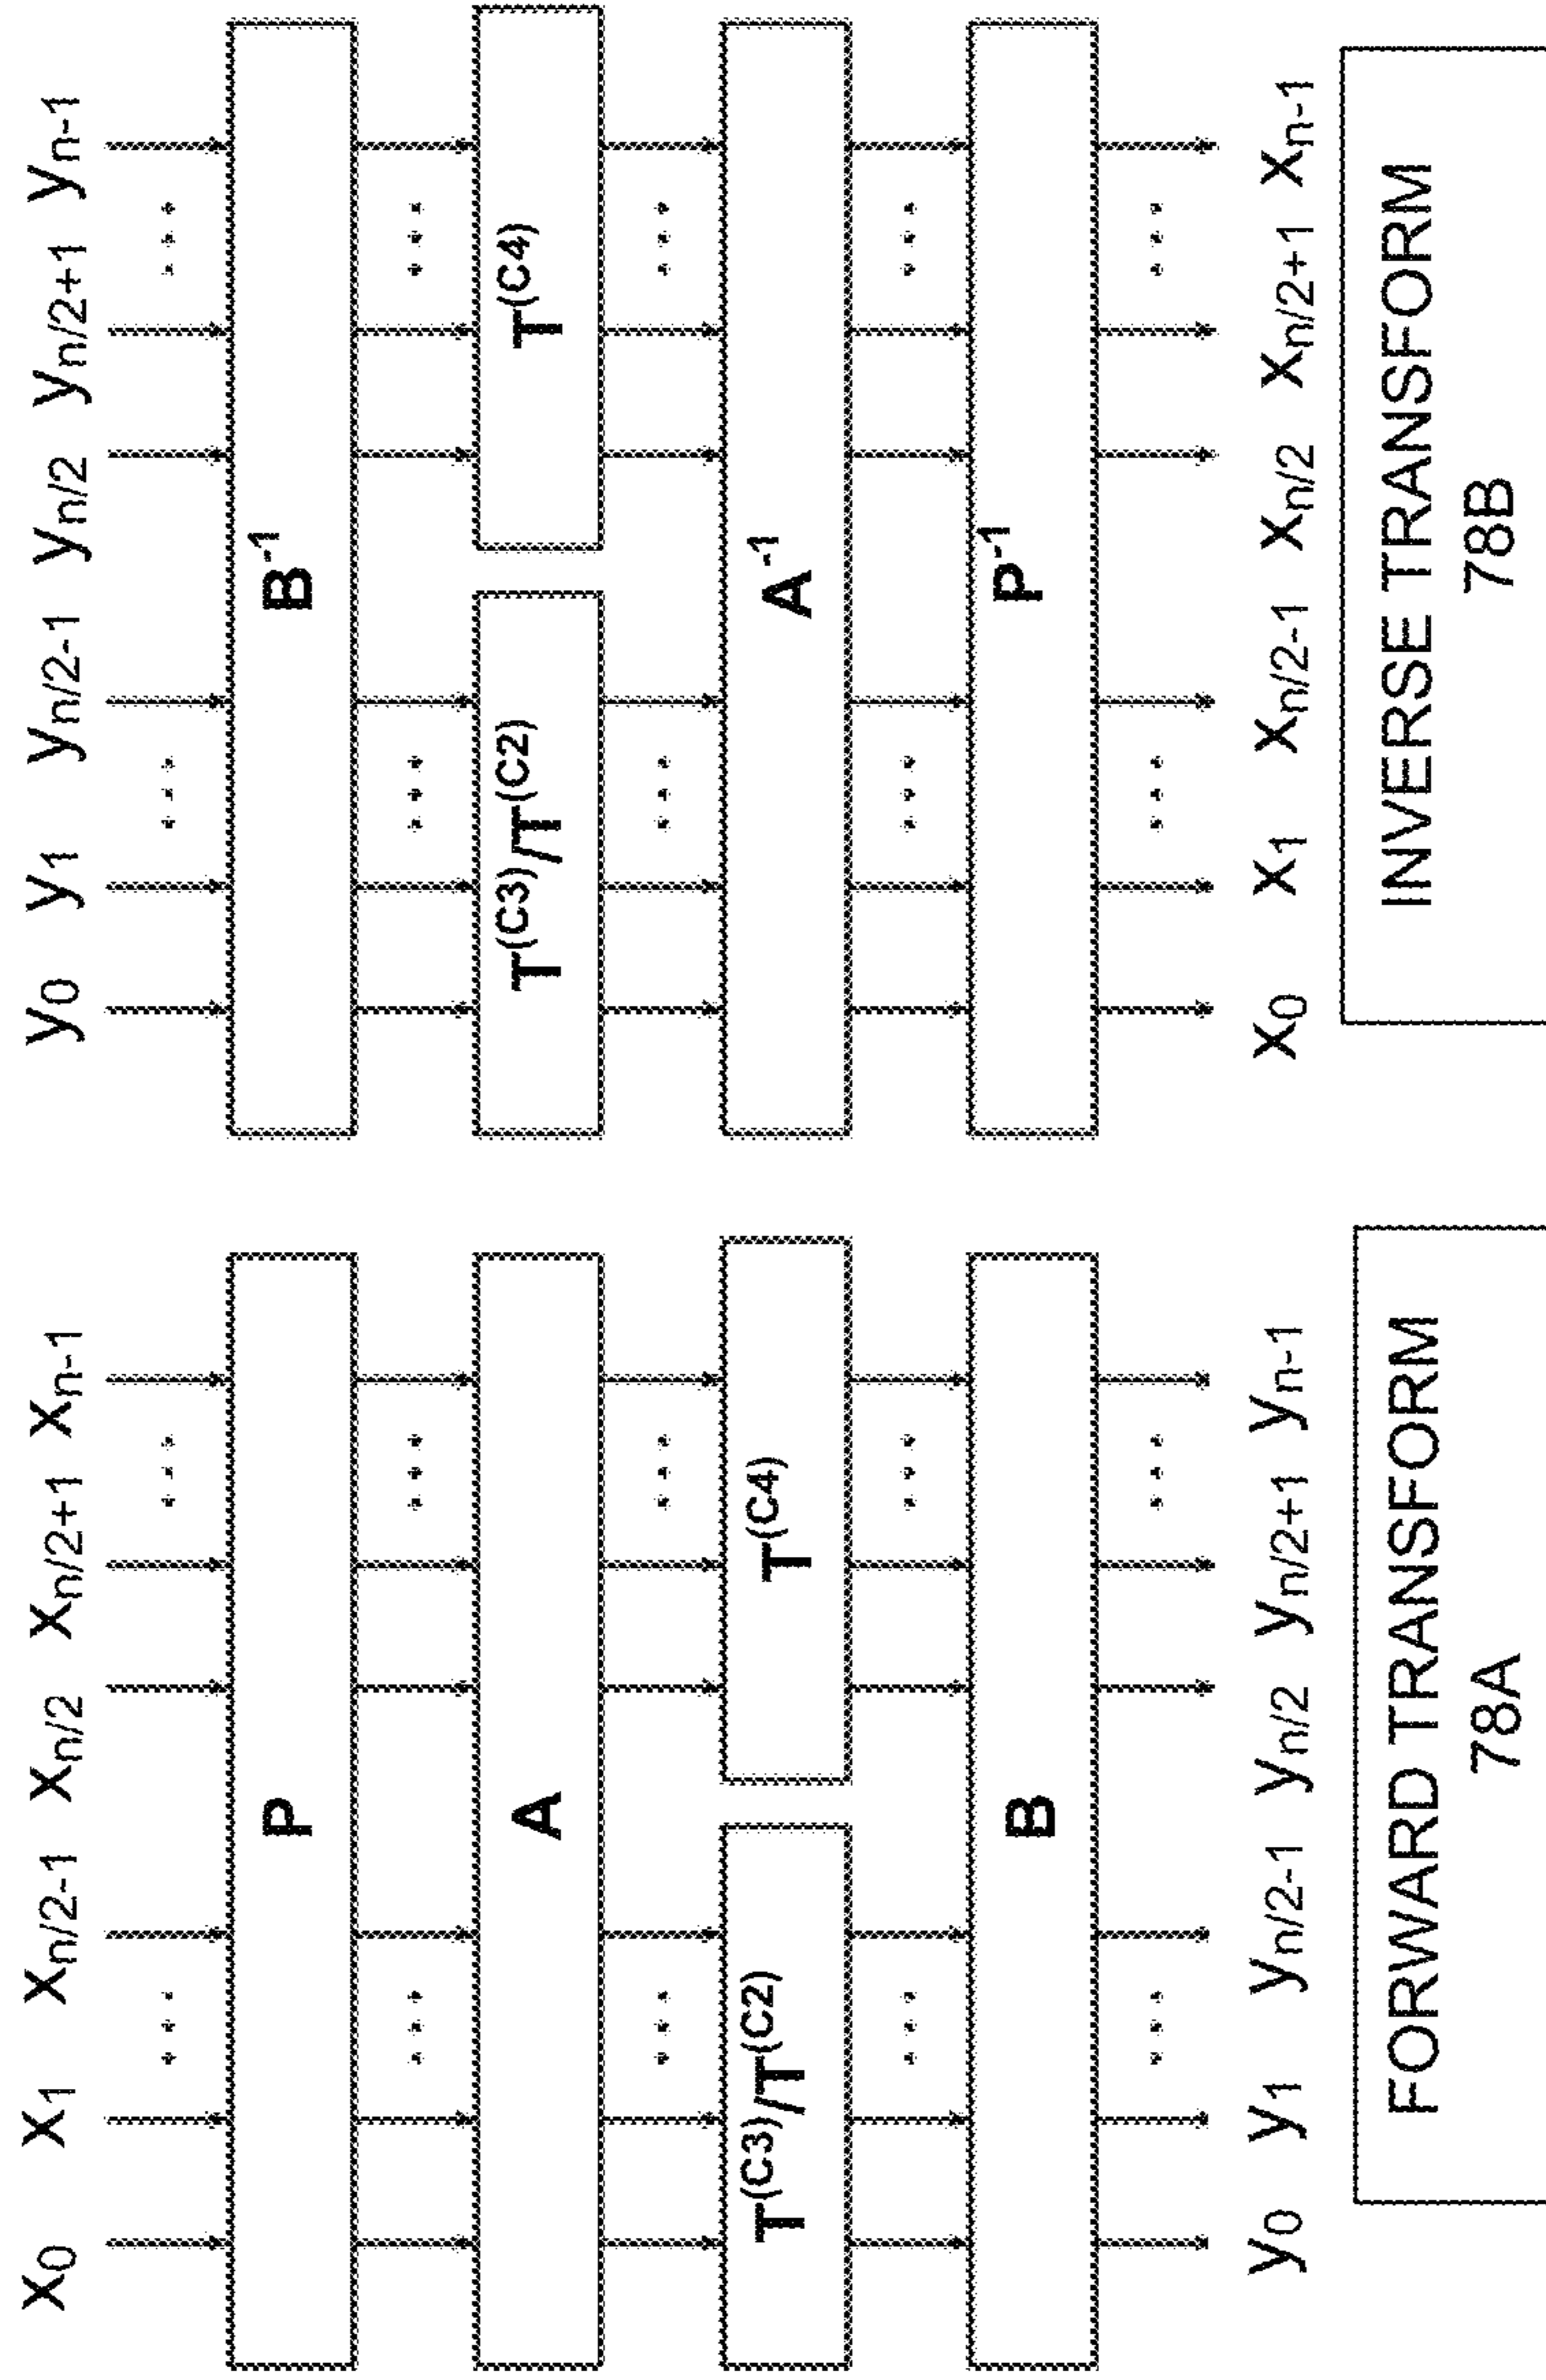 x0 x1 xn/2-1 xn/2 xn/2+1 xn-1
P
A
T(C3)/T(C2) T(C4)
B
y0 y1 yn/2-1 yn/2 yn/2+1 yn-1
FORWARD TRANSFORM
78A
y0 y1 yn/2-1 yn/2 yn/2+1 yn-1
B-1
T(C3)/T(C2) T(C4)
A-1
P-1
x0 x1 xn/2-1 xn/2 xn/2+1 xn-1
INVERSE TRANSFORM
78B